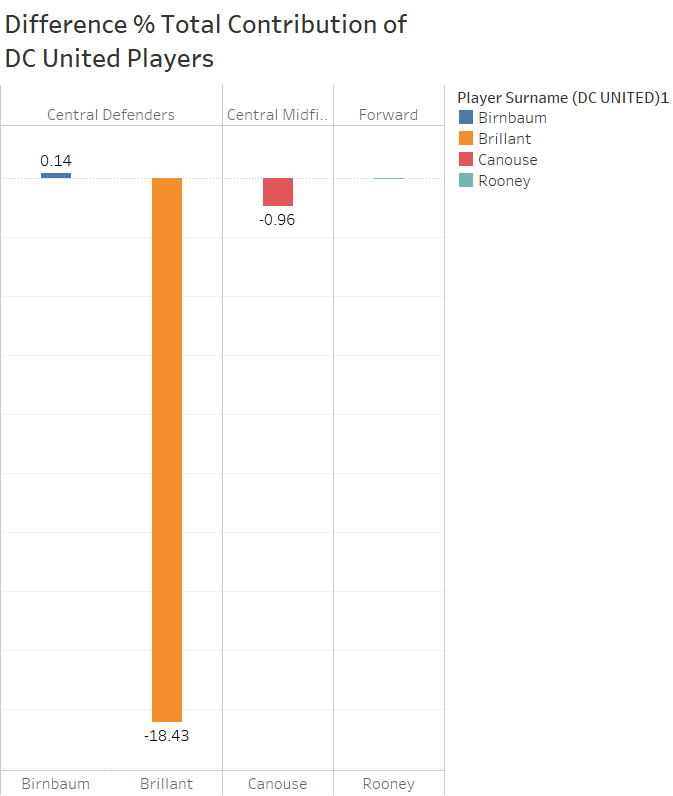 Difference % Total Contribution of
DC United Players
Player Surname (DC UNITED)1
Birnbaum
Brillant
Canouse
Rooney
Central Defenders
Central Midfi..
Forward
0.14
-0.96
-18.43
Birnbaum
Brillant
Canouse
Rooney